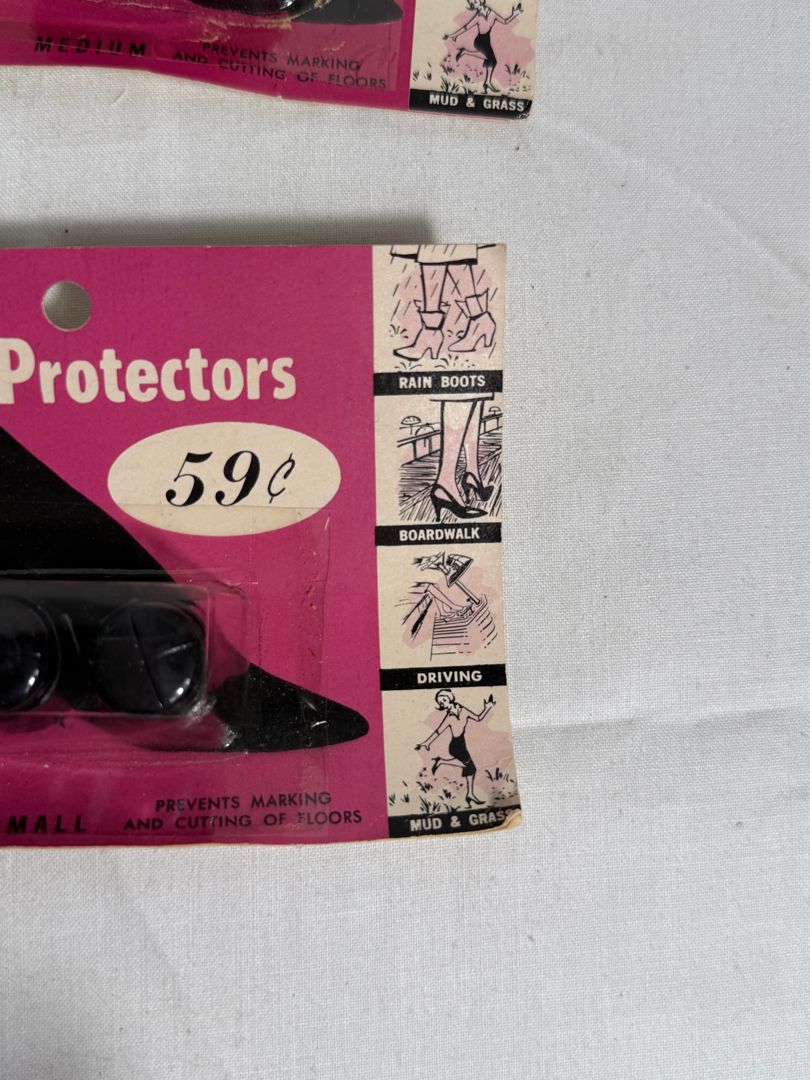 MEDIUM
PREVENTS MARKING
AND CUTTING OF FLOORS
MUD & GRASS
Protectors
59¢
RAIN BOOTS
BOARDWALK
DRIVING
MALL
PREVENTS MARKING
AND CUTTING OF FLOORS
MUD & GRASS